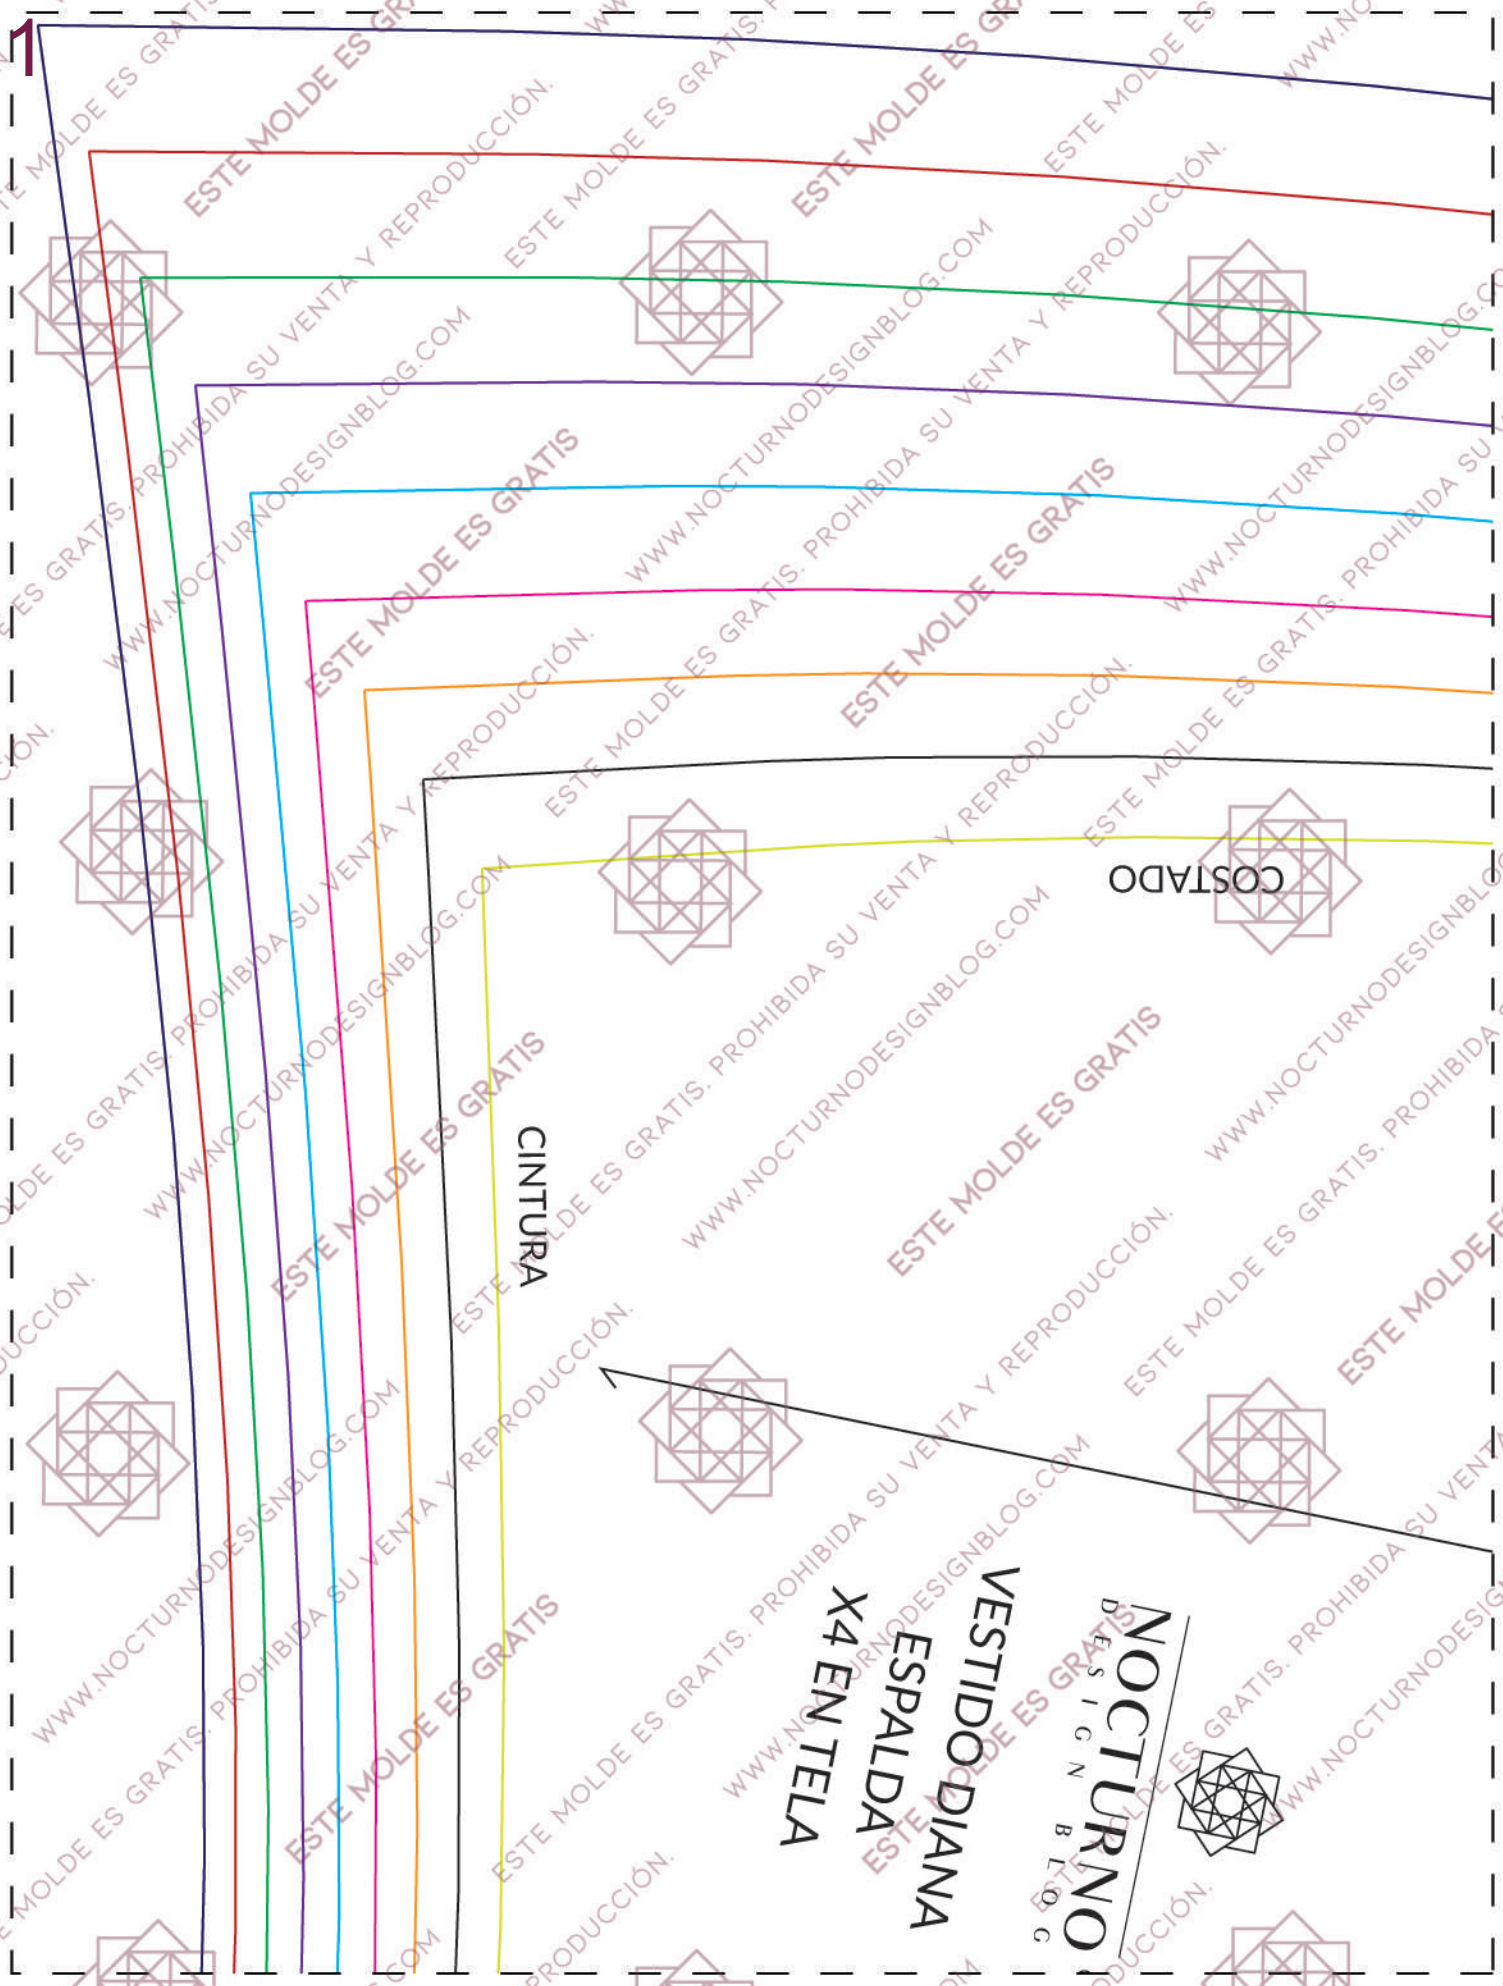 1
COSTADO
CINTURA
NOCTURNO
DESIGN BLOG
VESTIDO DIANA
ESPALDA
X4 EN TELA
ESTE MOLDE ES GRATIS
ESTE MOLDE ES GRATIS. PROHIBIDA SU VENTA Y REPRODUCCIÓN.
WWW.NOCTURNODESIGNBLOG.COM